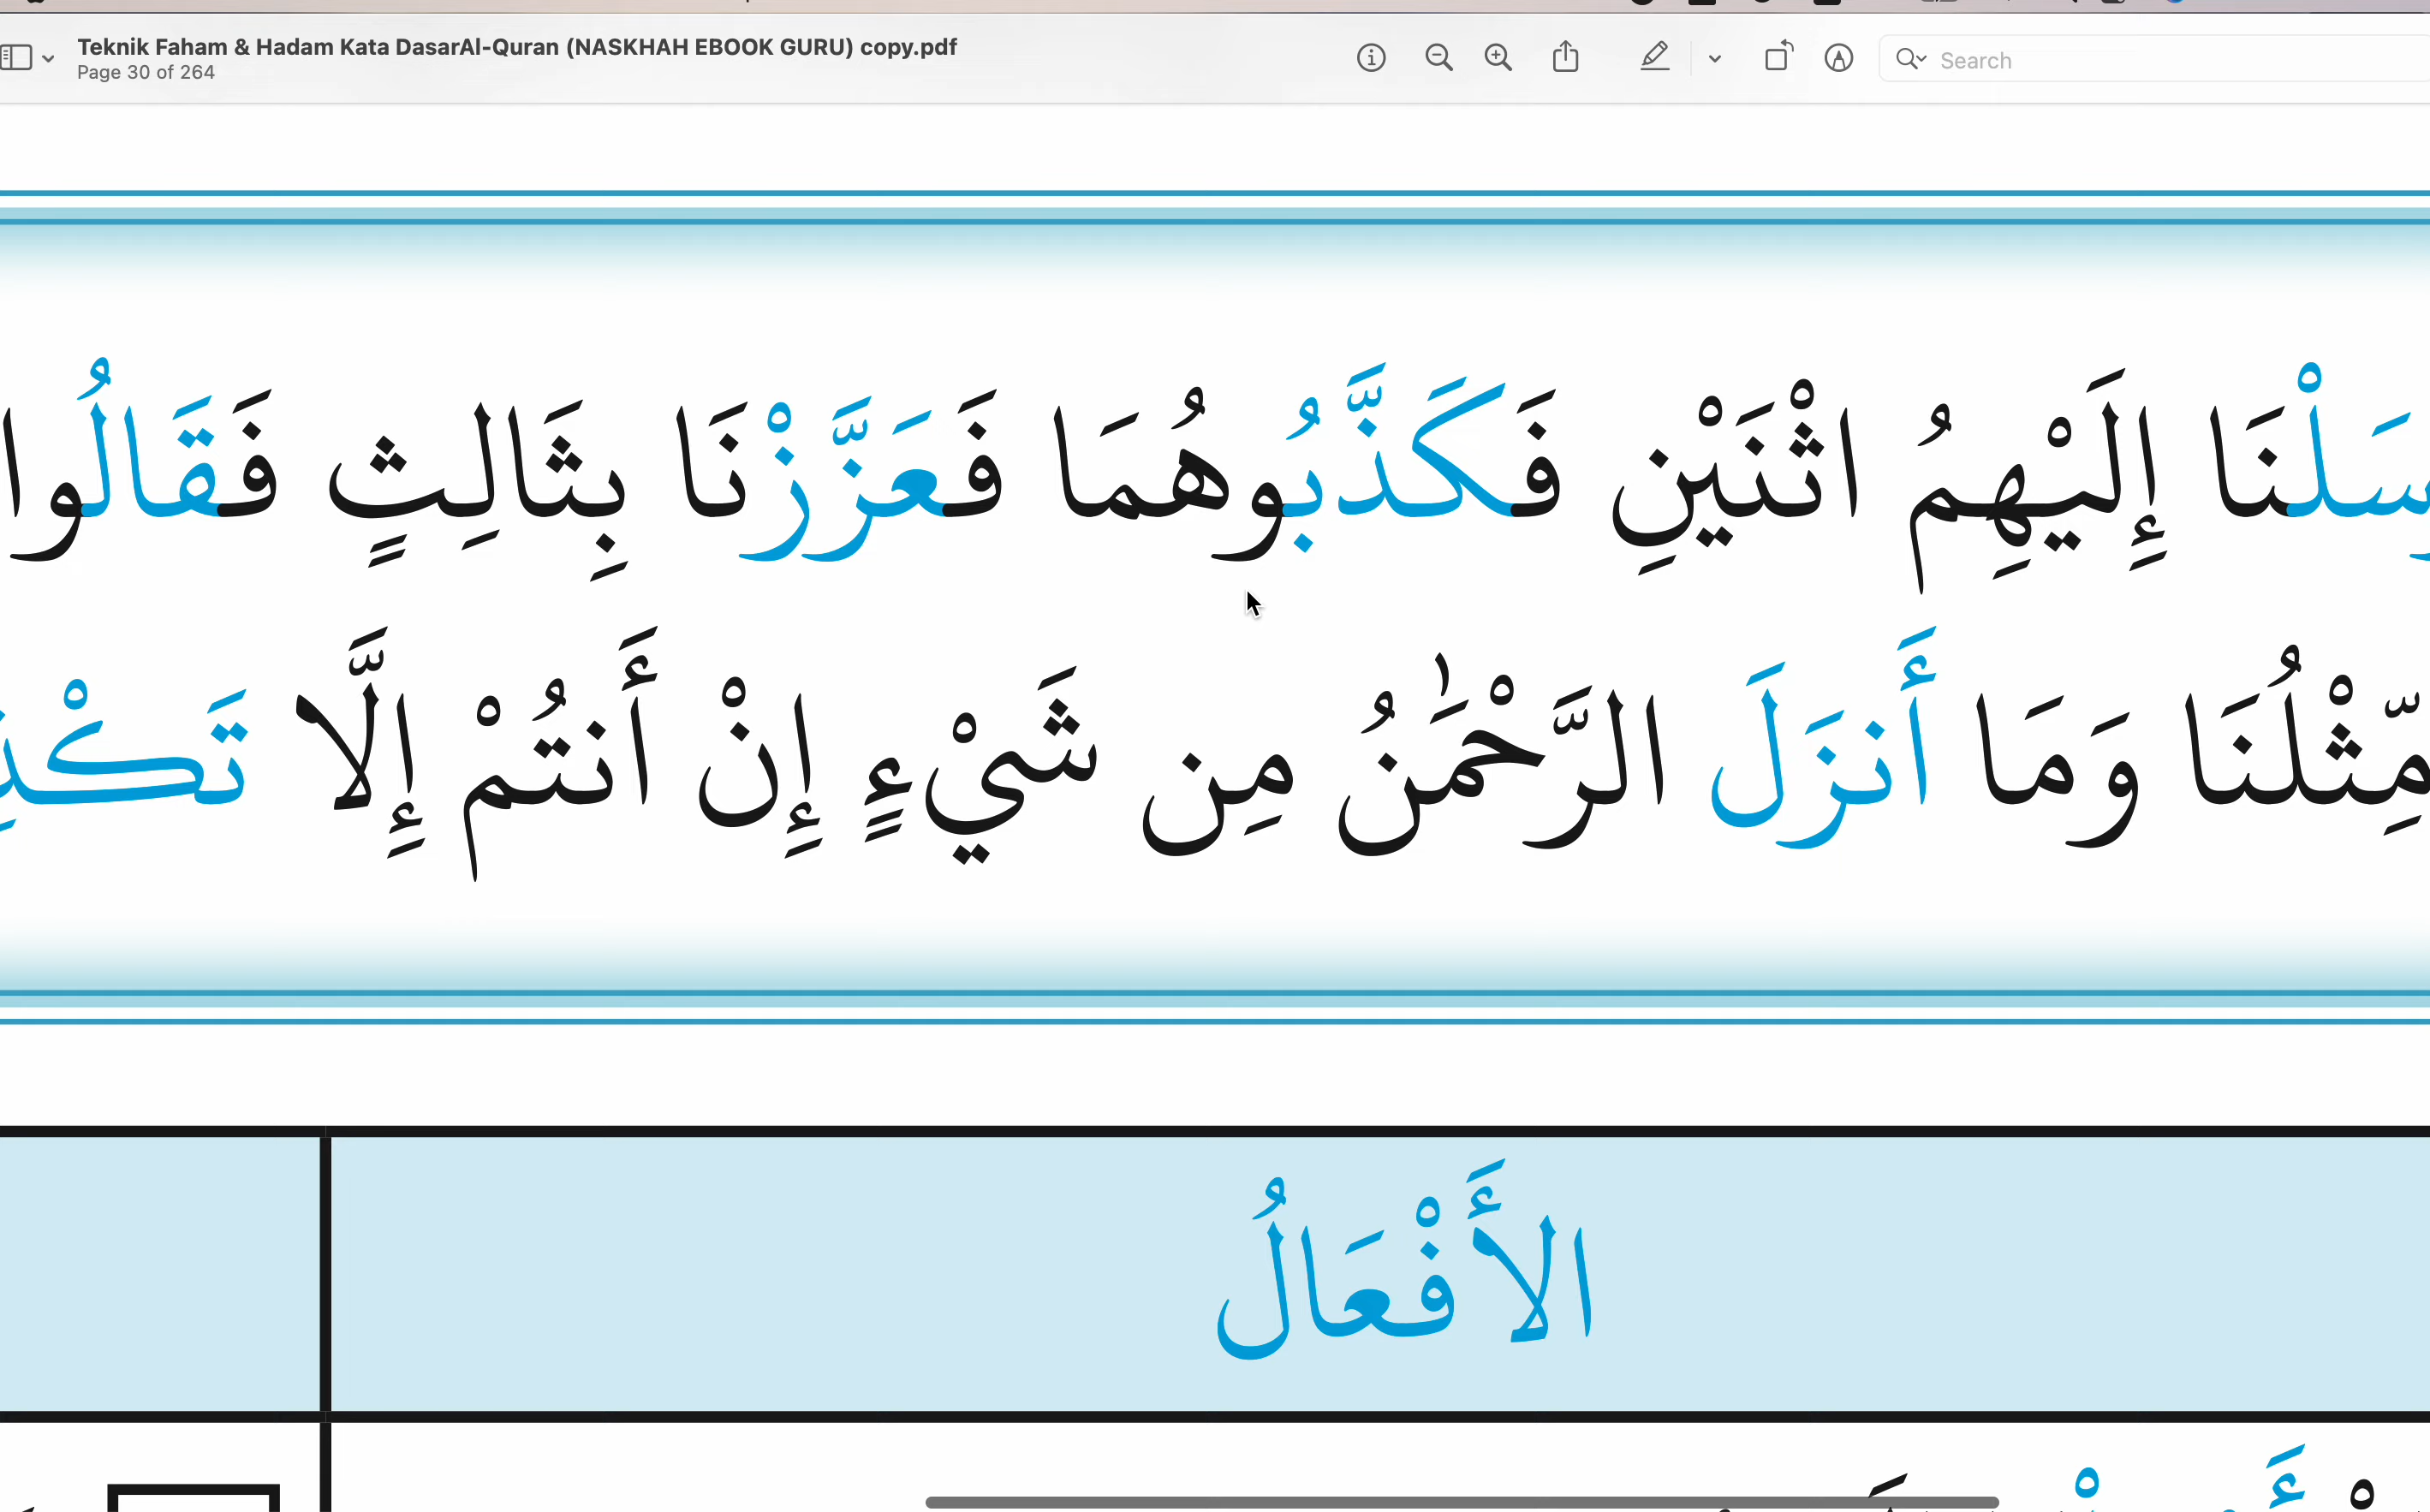 Teknik Faham & Hadam Kata DasarAl-Quran (NASKHAH EBOOK GURU) copy.pdf
Page 30 of 264
Search
سَلْنَا إِلَيْهِمُ اثْنَيْنِ فَكَذَّبُوهُمَا فَعَزَّزْنَا بِثَالِثٍ فَقَالُوا
مِّثْلُنَا وَمَا أَنزَلَ الرَّحْمَٰنُ مِن شَيْءٍ إِنْ أَنتُمْ إِلَّا تَكْذِ
الأَفْعَالُ